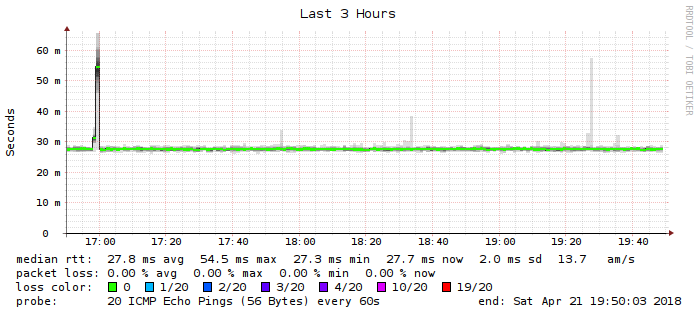 Last 3 Hours
RRDTOOL / TOBI OETIKER
Seconds
60 m
50 m
40 m
30 m
20 m
10 m
0
17:00 17:20 17:40 18:00 18:20 18:40 19:00 19:20 19:40
median rtt: 27.8 ms avg 54.5 ms max 27.3 ms min 27.7 ms now 2.0 ms sd 13.7 am/s
packet loss: 0.00 % avg 0.00 % max 0.00 % min 0.00 % now
loss color: 0 1/20 2/20 3/20 4/20 10/20 19/20
probe: 20 ICMP Echo Pings (56 Bytes) every 60s end: Sat Apr 21 19:50:03 2018